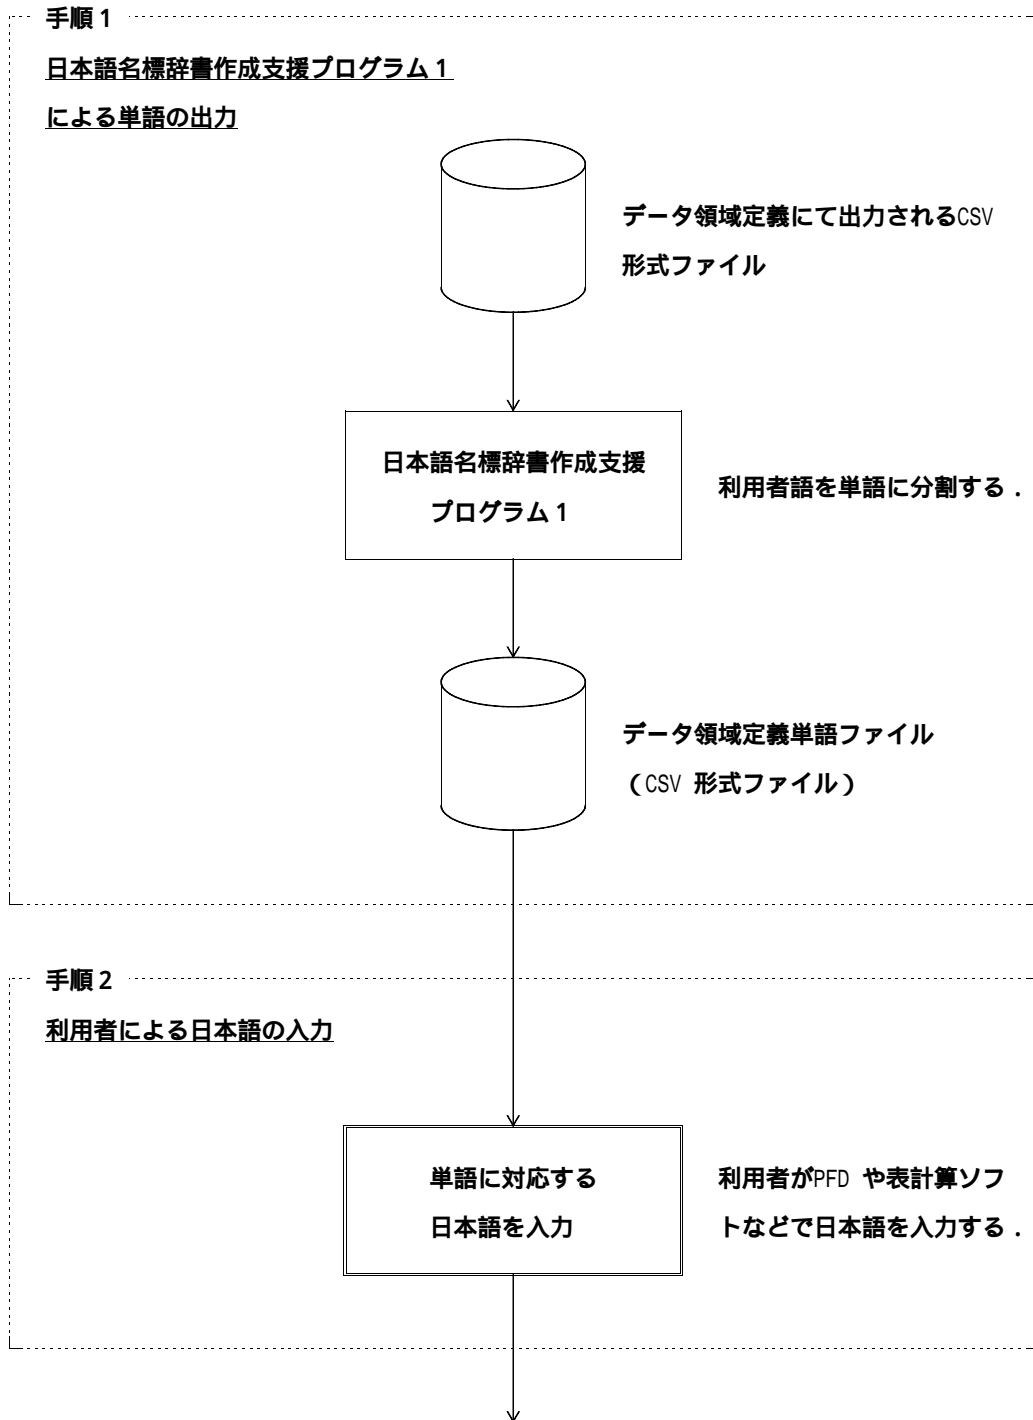 手順１
日本語名標辞書作成支援プログラム１
による単語の出力
データ領域定義にて出力されるCSV
形式ファイル
日本語名標辞書作成支援
プログラム１
利用者語を単語に分割する．
データ領域定義単語ファイル
（CSV 形式ファイル）
手順２
利用者による日本語の入力
単語に対応する
日本語を入力
利用者がPFD や表計算ソフ
トなどで日本語を入力する．